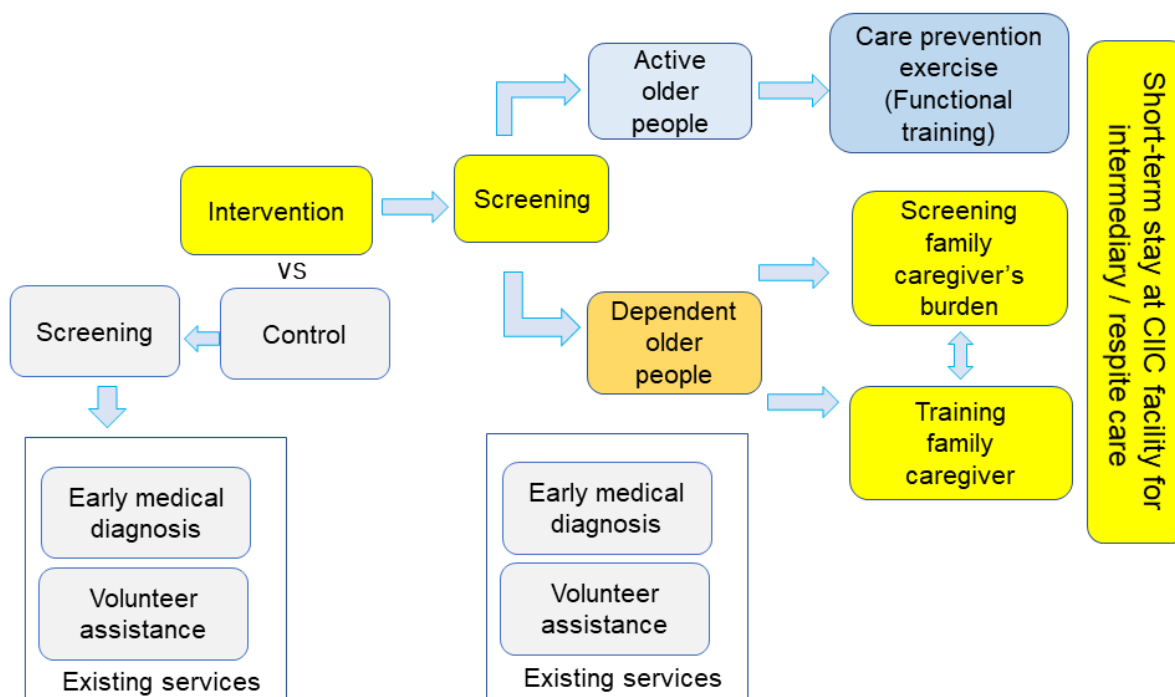 Active
older
people
Care prevention
exercise
(Functional
training)
Short-term stay at CIIC facility for
intermediary / respite care
Intervention
Screening
vs
Screening
Control
Screening
family
caregiver’s
burden
Dependent
older
people
Training
family
caregiver
Early medical
diagnosis
Volunteer
assistance
Existing services
Early medical
diagnosis
Volunteer
assistance
Existing services